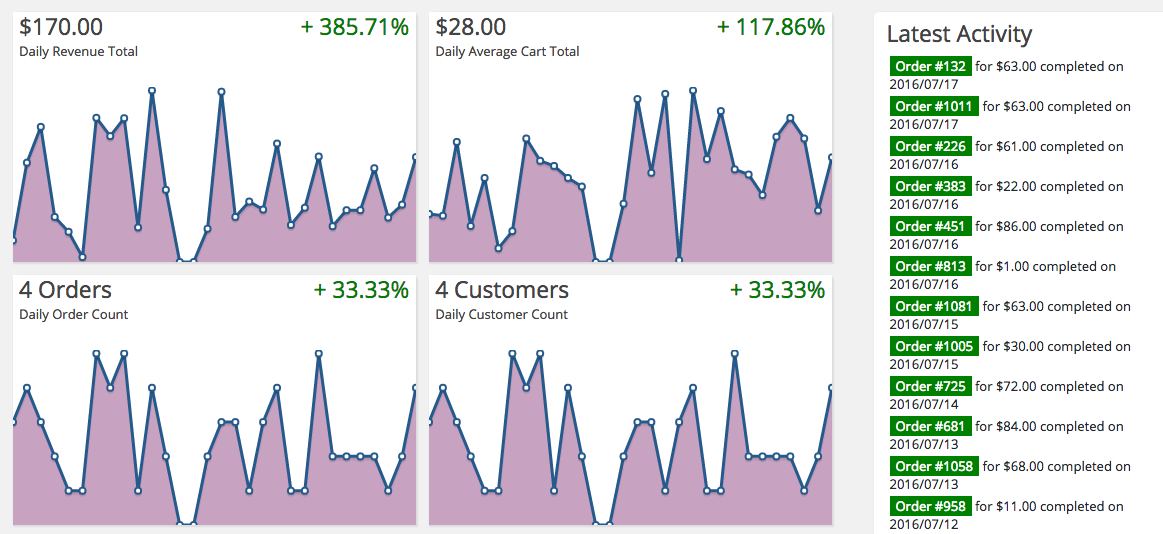 $170.00 + 385.71%
Daily Revenue Total
$28.00 + 117.86%
Daily Average Cart Total
4 Orders + 33.33%
Daily Order Count
4 Customers + 33.33%
Daily Customer Count
Latest Activity
Order #132 for $63.00 completed on
2016/07/17
Order #1011 for $63.00 completed on
2016/07/17
Order #226 for $61.00 completed on
2016/07/16
Order #383 for $22.00 completed on
2016/07/16
Order #451 for $86.00 completed on
2016/07/16
Order #813 for $1.00 completed on
2016/07/16
Order #1081 for $63.00 completed on
2016/07/15
Order #1005 for $30.00 completed on
2016/07/15
Order #725 for $72.00 completed on
2016/07/14
Order #681 for $84.00 completed on
2016/07/13
Order #1058 for $68.00 completed on
2016/07/13
Order #958 for $11.00 completed on
2016/07/12